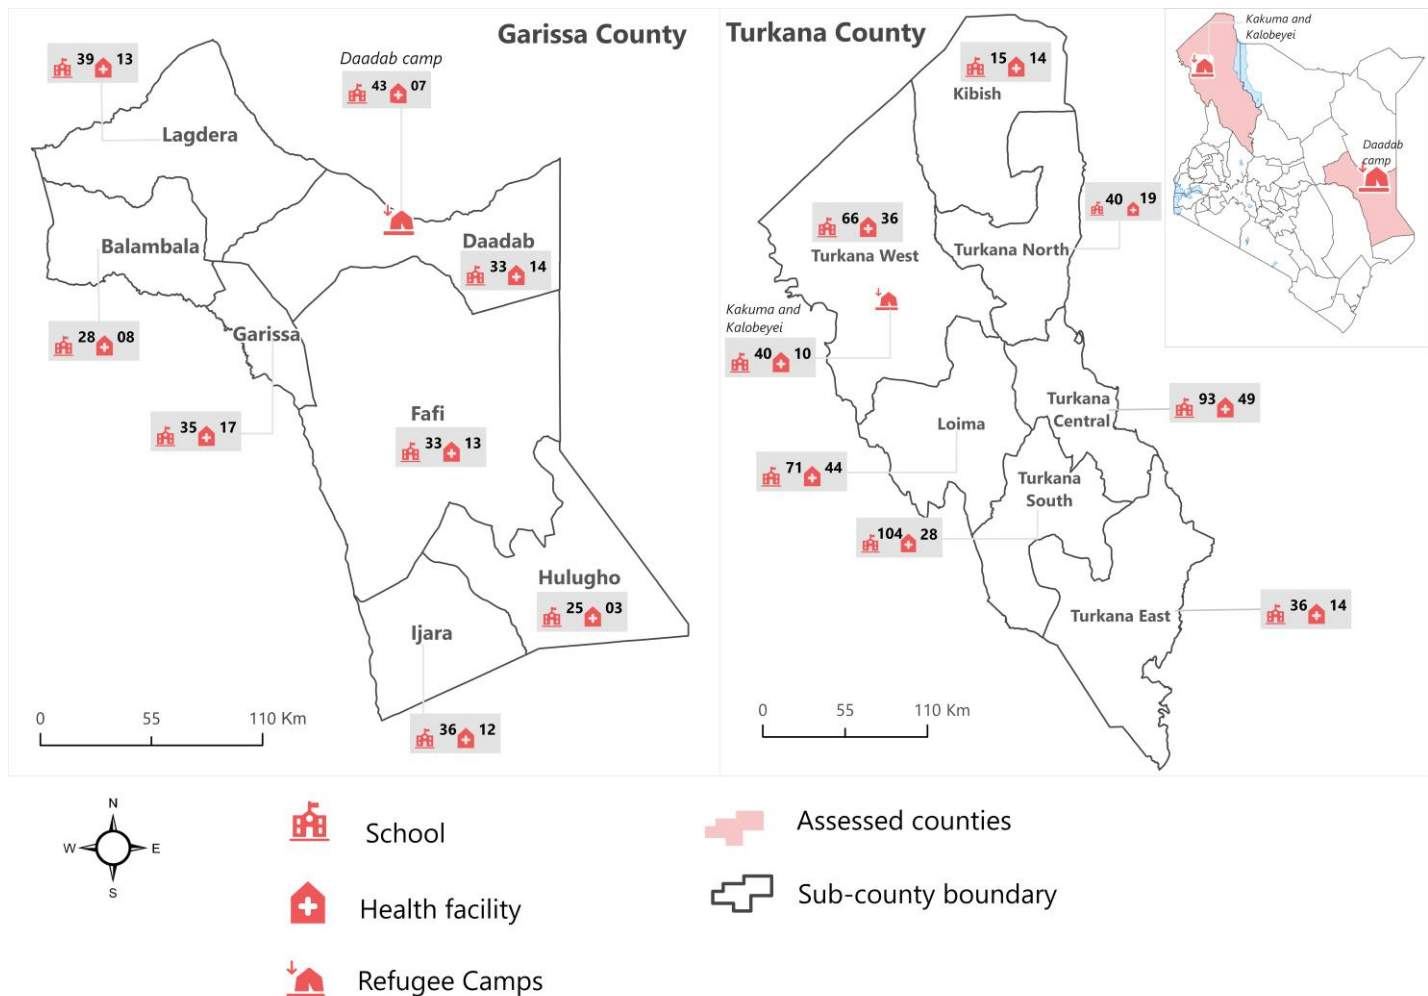 Garissa County
39 13
Daadab camp
43 07
Lagdera
Balambala
Daadab
33 14
28 08
Garissa
35 17
Fafi
33 13
Hulugho
25 03
Ijara
36 12
0 55 110 Km
Turkana County
15 14
Kibish
40 19
66 36
Turkana West
Turkana North
Kakuma and
Kalobeyei
40 10
Turkana
Central
93 49
Loima
71 44
Turkana
South
104 28
Turkana East
36 14
0 55 110 Km
Kakuma and
Kalobeyei
Daadab
camp
N
W E
S
School
Health facility
Refugee Camps
Assessed counties
Sub-county boundary